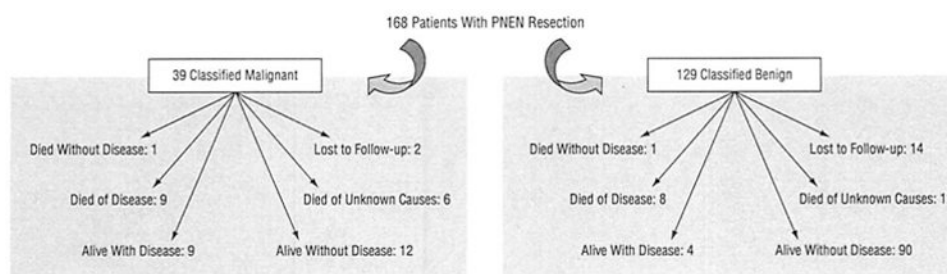 168 Patients With PNEN Resection
39 Classified Malignant
129 Classified Benign
Died Without Disease: 1
Lost to Follow-up: 2
Died Without Disease: 1
Lost to Follow-up: 14
Died of Disease: 9
Died of Unknown Causes: 6
Died of Disease: 8
Died of Unknown Causes: 1
Alive With Disease: 9
Alive Without Disease: 12
Alive With Disease: 4
Alive Without Disease: 90